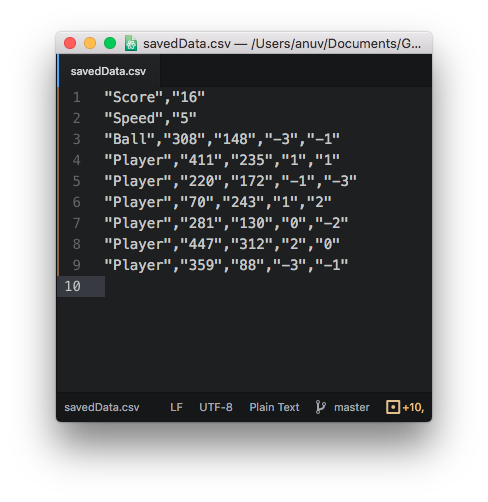 savedData.csv — /Users/anuv/Documents/G...
savedData.csv
1 "Score","16"
2 "Speed","5"
3 "Ball","308","148","-3","-1"
4 "Player","411","235","1","1"
5 "Player","220","172","-1","-3"
6 "Player","70","243","1","2"
7 "Player","281","130","0","-2"
8 "Player","447","312","2","0"
9 "Player","359","88","-3","-1"
10
savedData.csv LF UTF-8 Plain Text master +10,